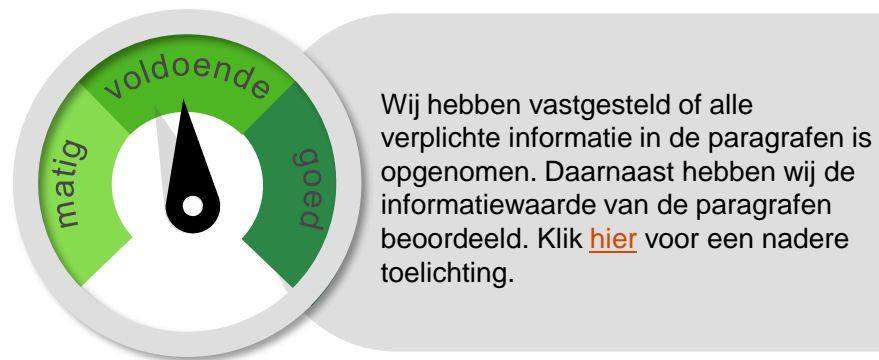 matig
voldoende
goed
Wij hebben vastgesteld of alle
verplichte informatie in de paragrafen is
opgenomen. Daarnaast hebben wij de
informatiewaarde van de paragrafen
beoordeeld. Klik hier voor een nadere
toelichting.